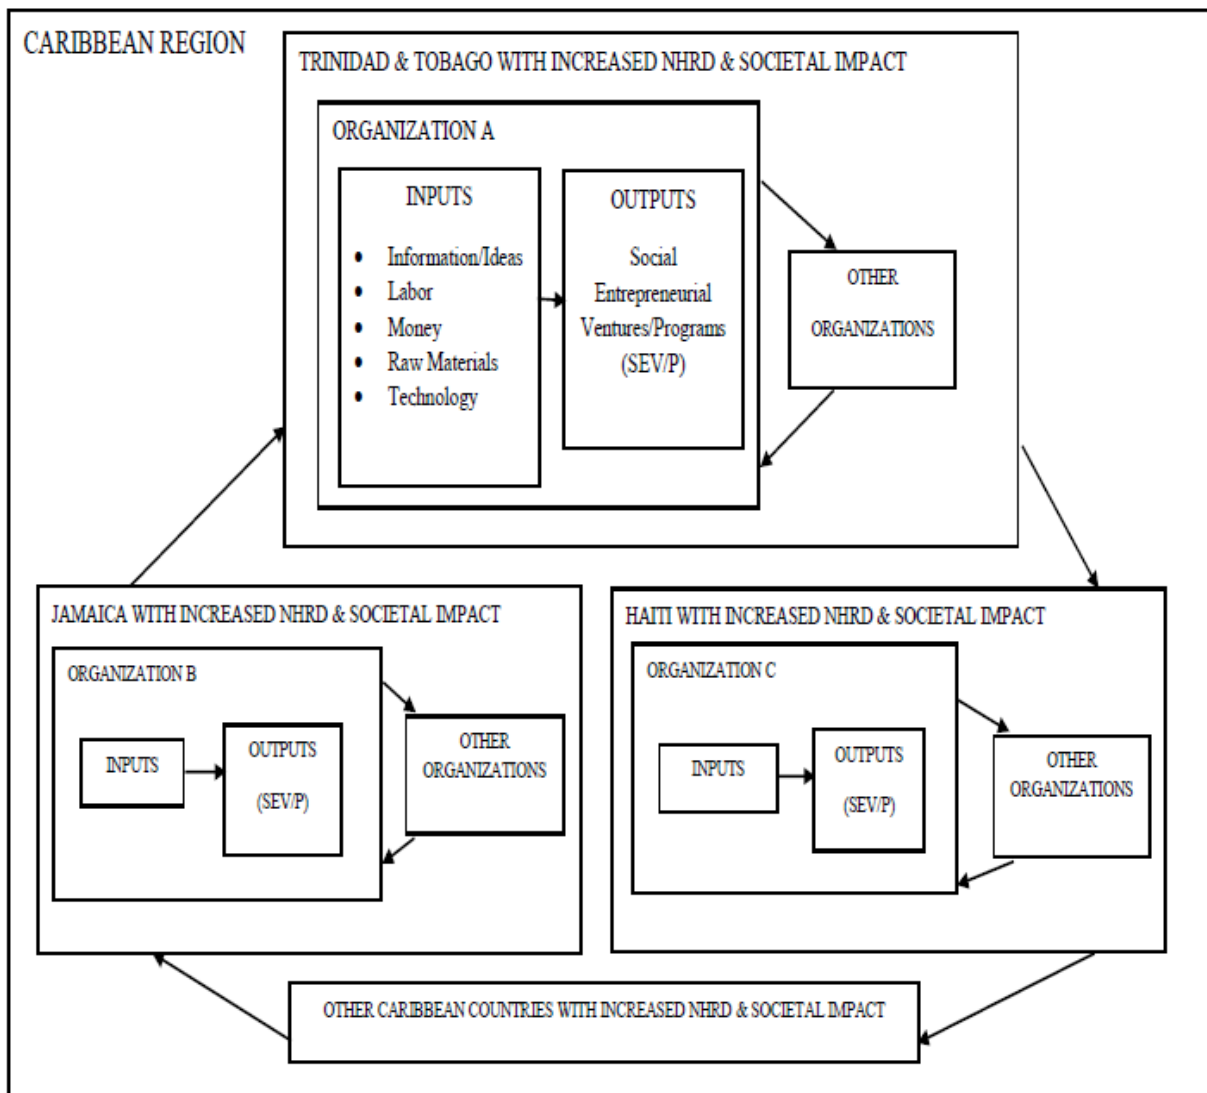 CARIBBEAN REGION
TRINIDAD & TOBAGO WITH INCREASED NHRD & SOCIETAL IMPACT
ORGANIZATION A
INPUTS
• Information/Ideas
• Labor
• Money
• Raw Materials
• Technology
OUTPUTS
Social
Entrepreneurial
Ventures/Programs
(SEV/P)
OTHER
ORGANIZATIONS
JAMAICA WITH INCREASED NHRD & SOCIETAL IMPACT
ORGANIZATION B
INPUTS
OUTPUTS
(SEV/P)
OTHER
ORGANIZATIONS
HAITI WITH INCREASED NHRD & SOCIETAL IMPACT
ORGANIZATION C
INPUTS
OUTPUTS
(SEV/P)
OTHER
ORGANIZATIONS
OTHER CARIBBEAN COUNTRIES WITH INCREASED NHRD & SOCIETAL IMPACT